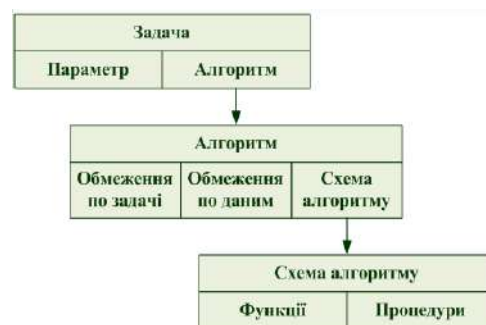 Задача
Параметр Алгоритм
Алгоритм
Обмеження Обмеження Схема
по задачі по даним алгоритму
Схема алгоритму
Функції Процедури